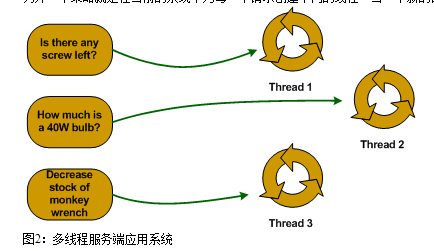 Is there any
screw left?
Thread 1
How much is
a 40W bulb?
Thread 2
Decrease
stock of
monkey
wrench
Thread 3
图2：多线程服务端应用系统